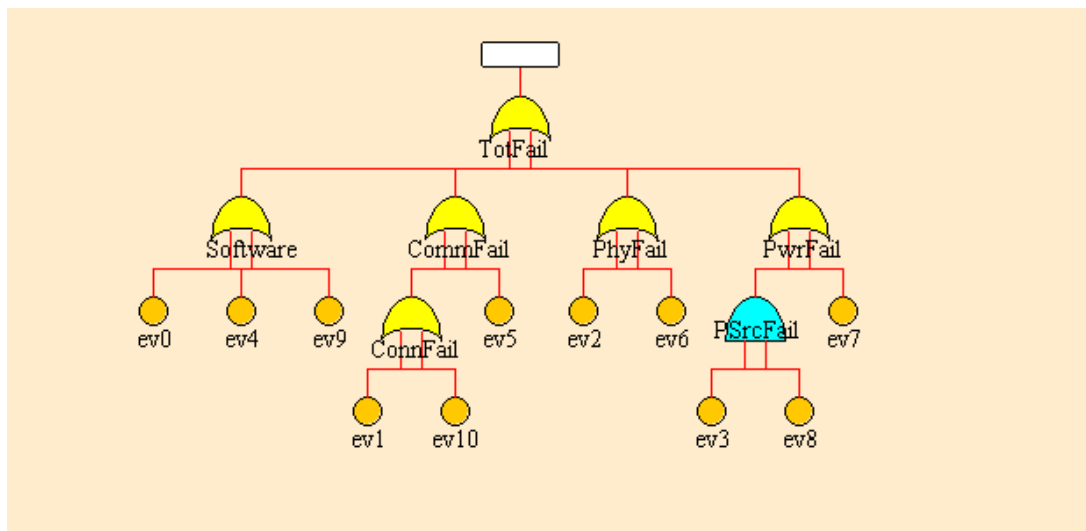 TotFail
Software
CommFail
PhyFail
PwrFail
ev0
ev4
ev9
ConnFail
ev5
ev2
ev6
PSrcFail
ev7
ev1
ev10
ev3
ev8